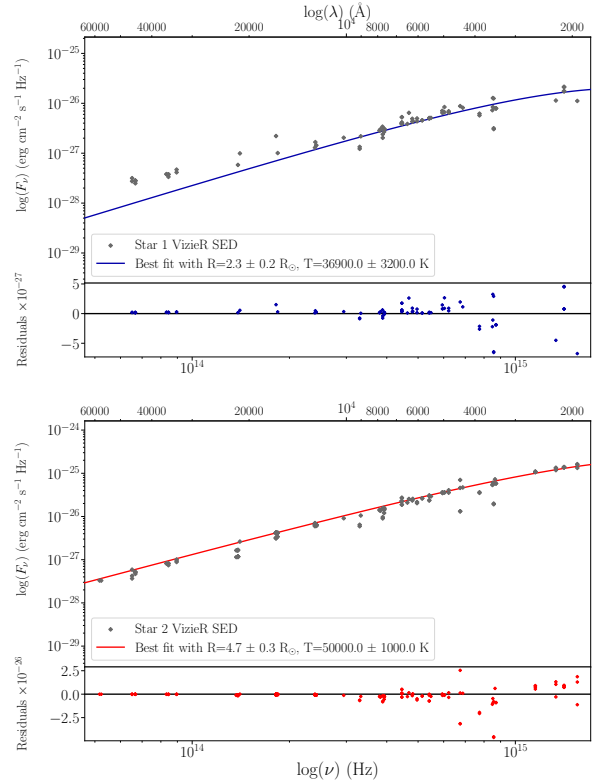 log(λ) (Å)
60000 40000 20000 10⁴ 8000 6000 4000 2000
10⁻²⁵
10⁻²⁶
10⁻²⁷
10⁻²⁸
10⁻²⁹
log(Fν) (erg cm⁻² s⁻¹ Hz⁻¹)
Star 1 VizieR SED
Best fit with R=2.3 ± 0.2 R☉, T=36900.0 ± 3200.0 K
Residuals ×10⁻²⁷
5
0
−5
10¹⁴ 10¹⁵
60000 40000 20000 10⁴ 8000 6000 4000 2000
10⁻²⁴
10⁻²⁵
10⁻²⁶
10⁻²⁷
10⁻²⁸
10⁻²⁹
log(Fν) (erg cm⁻² s⁻¹ Hz⁻¹)
Star 2 VizieR SED
Best fit with R=4.7 ± 0.3 R☉, T=50000.0 ± 1000.0 K
Residuals ×10⁻²⁶
2.5
0.0
−2.5
10¹⁴ 10¹⁵
log(ν) (Hz)